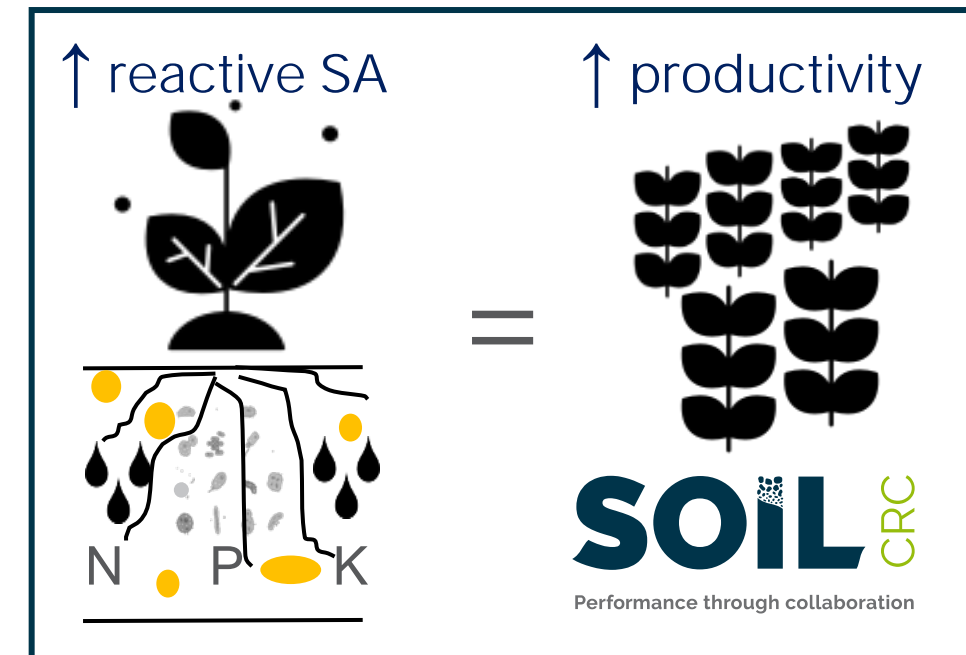 ↑ reactive SA
↑ productivity
=
N P K
SOIL CRC
Performance through collaboration